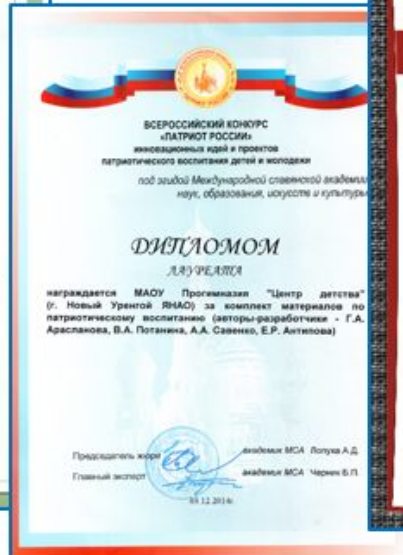 ВСЕРОССИЙСКИЙ КОНКУРС
«ПАТРИОТ РОССИИ»
инновационных идей и проектов
патриотического воспитания детей и молодежи
под эгидой Международной славянской академии
наук, образования, искусств и культуры
ДИПЛОМОМ
ЛАУРЕАТА
награждается МАОУ Прогимназия "Центр детства"
(г. Новый Уренгой ЯНАО) за комплект материалов по
патриотическому воспитанию (авторы-разработчики - Г.А.
Арасланова, В.А. Потанина, А.А. Савенко, Е.Р. Антипова)
Председатель жюри академик МСА Лопуха А.Д.
Главный эксперт академик МСА Черник Б.П.
12.2014г.